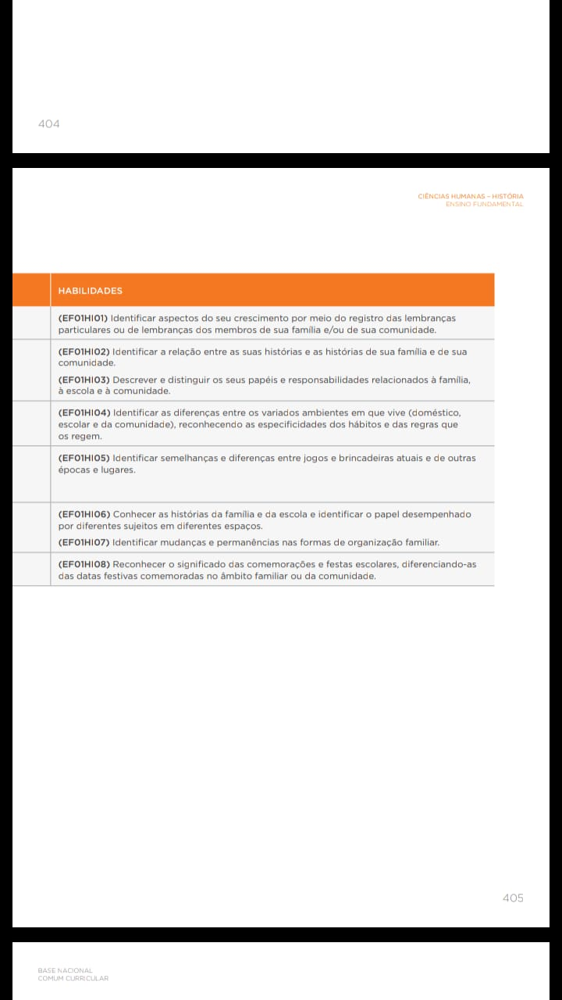 404
CIÊNCIAS HUMANAS – HISTÓRIA
ENSINO FUNDAMENTAL
HABILIDADES
(EF01HI01) Identificar aspectos do seu crescimento por meio do registro das lembranças
particulares ou de lembranças dos membros de sua família e/ou de sua comunidade.
(EF01HI02) Identificar a relação entre as suas histórias e as histórias de sua família e de sua
comunidade.
(EF01HI03) Descrever e distinguir os seus papéis e responsabilidades relacionados à família,
à escola e à comunidade.
(EF01HI04) Identificar as diferenças entre os variados ambientes em que vive (doméstico,
escolar e da comunidade), reconhecendo as especificidades dos hábitos e das regras que
os regem.
(EF01HI05) Identificar semelhanças e diferenças entre jogos e brincadeiras atuais e de outras
épocas e lugares.
(EF01HI06) Conhecer as histórias da família e da escola e identificar o papel desempenhado
por diferentes sujeitos em diferentes espaços.
(EF01HI07) Identificar mudanças e permanências nas formas de organização familiar.
(EF01HI08) Reconhecer o significado das comemorações e festas escolares, diferenciando-as
das datas festivas comemoradas no âmbito familiar ou da comunidade.
405
BASE NACIONAL
COMUM CURRICULAR